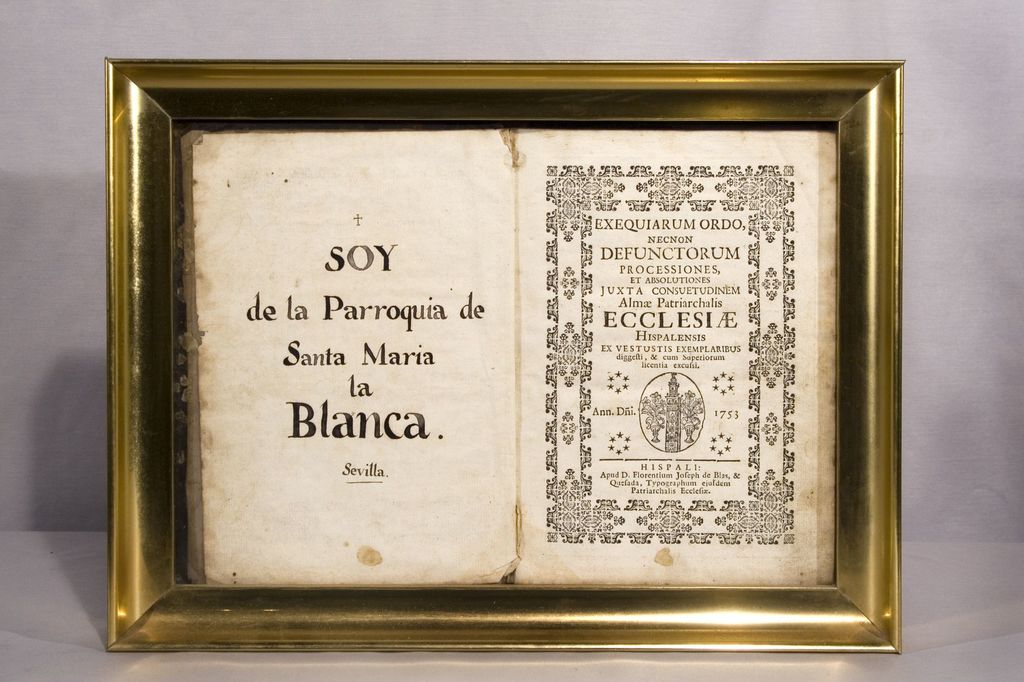 †
SOY
de la Parroquia de
Santa Maria
la
Blanca.
Sevilla.
EXEQUIARUM ORDO,
NECNON
DEFUNCTORUM
PROCESSIONES,
ET ABSOLUTIONES
JUXTA CONSUETUDINEM
Almæ Patriarchalis
ECCLESIÆ
HISPALENSIS
EX VESTUSTIS EXEMPLARIBUS
digeſti, & cum Superiorum
licentia excuſi.
Ann. Dñi. 1753
HISPALI:
Apud D. Florentium Joſeph de Blas, &
Queſada, Typographum ejuſdem
Patriarchalis Eccleſiæ.